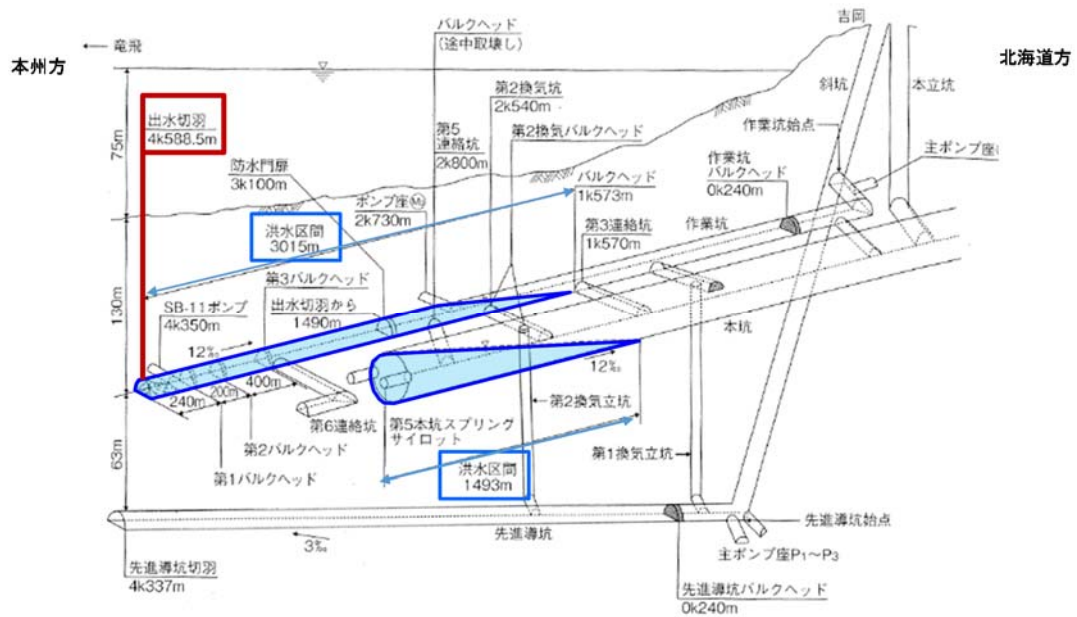 吉岡
← 竜飛
本州方
北海道方
バルクヘッド
(途中取壊し)
第2換気坑
2k540m
斜坑
本立坑
出水切羽
4k588.5m
75m
第5
連絡坑
2k800m
第2換気バルクヘッド
作業坑始点
主ポンプ座
防水門扉
3k100m
バルクヘッド
1k573m
作業坑
バルクヘッド
0k240m
ポンプ座
2k730m
洪水区間
3015m
第3連絡坑
1k570m
作業坑
130m
第3バルクヘッド
SB-11ポンプ
4k350m
出水切羽から
1490m
本坑
12‰
12‰
400m
200m
240m
第6連絡坑
第5本坑スプリング
サイロット
第2換気立坑
第2バルクヘッド
第1バルクヘッド
洪水区間
1493m
第1換気立坑
63m
先進導坑
先進導坑始点
3‰
主ポンプ座P1~P3
先進導坑切羽
4k337m
先進導坑バルクヘッド
0k240m